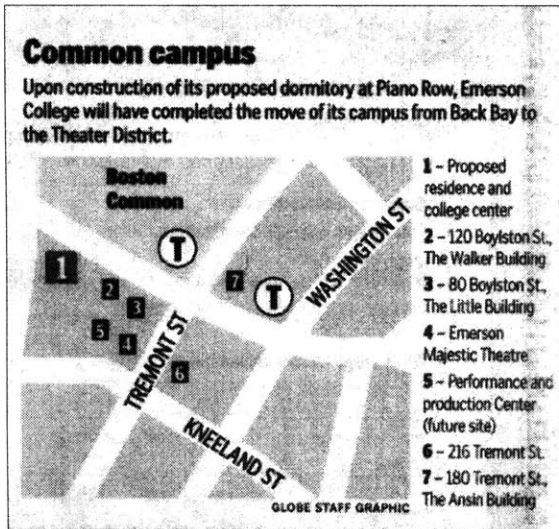 Common campus
Upon construction of its proposed dormitory at Piano Row, Emerson
College will have completed the move of its campus from Back Bay to
the Theater District.
Boston
Common
T
T
1
2
3
4
5
6
7
WASHINGTON ST
TREMONT ST
KNEELAND ST
1 – Proposed
residence and
college center
2 – 120 Boylston St.,
The Walker Building
3 – 80 Boylston St.,
The Little Building
4 – Emerson
Majestic Theatre
5 – Performance and
production Center
(future site)
6 – 216 Tremont St.
7 – 180 Tremont St.,
The Ansin Building
GLOBE STAFF GRAPHIC